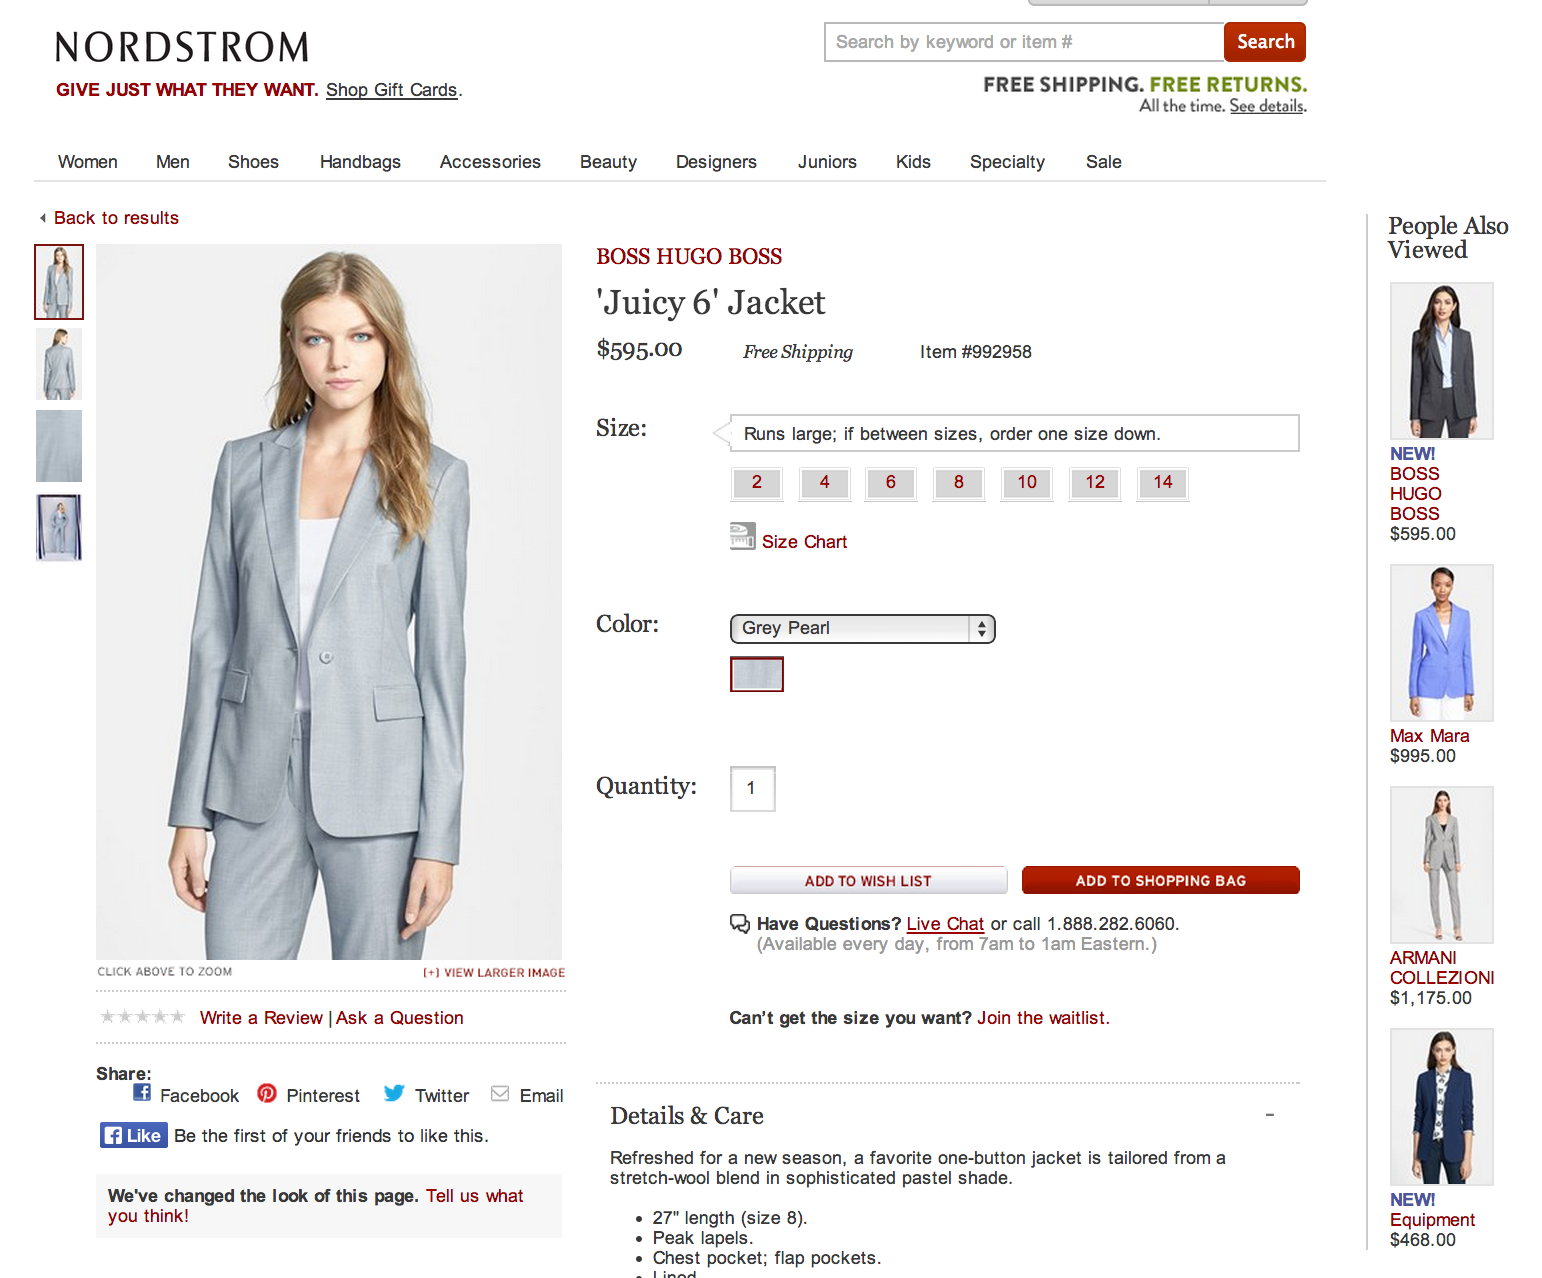 NORDSTROM
GIVE JUST WHAT THEY WANT. Shop Gift Cards.
Search by keyword or item #
Search
FREE SHIPPING. FREE RETURNS.
All the time. See details.
Women Men Shoes Handbags Accessories Beauty Designers Juniors Kids Specialty Sale
Back to results
BOSS HUGO BOSS
'Juicy 6' Jacket
$595.00 Free Shipping Item #992958
Size:
Runs large; if between sizes, order one size down.
2 4 6 8 10 12 14
Size Chart
Color:
Grey Pearl
Quantity:
1
ADD TO WISH LIST
ADD TO SHOPPING BAG
Have Questions? Live Chat or call 1.888.282.6060.
(Available every day, from 7am to 1am Eastern.)
Can't get the size you want? Join the waitlist.
CLICK ABOVE TO ZOOM
[+] VIEW LARGER IMAGE
Write a Review | Ask a Question
Share:
Facebook Pinterest Twitter Email
Like Be the first of your friends to like this.
We've changed the look of this page. Tell us what
you think!
Details & Care
-
Refreshed for a new season, a favorite one-button jacket is tailored from a
stretch-wool blend in sophisticated pastel shade.
• 27" length (size 8).
• Peak lapels.
• Chest pocket; flap pockets.
• Lined
People Also
Viewed
NEW!
BOSS
HUGO
BOSS
$595.00
Max Mara
$995.00
ARMANI
COLLEZIONI
$1,175.00
NEW!
Equipment
$468.00